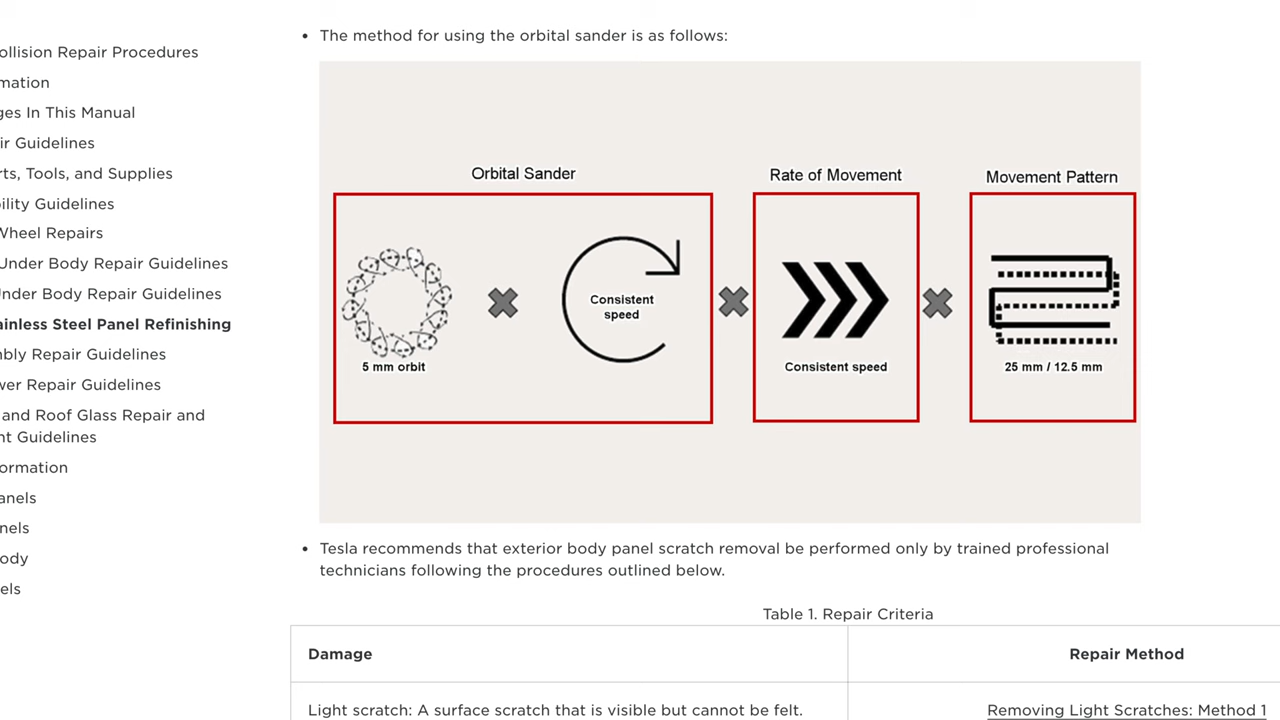 ollision Repair Procedures
mation
ges In This Manual
ir Guidelines
rts, Tools, and Supplies
bility Guidelines
Wheel Repairs
Under Body Repair Guidelines
Under Body Repair Guidelines
ainless Steel Panel Refinishing
mbly Repair Guidelines
wer Repair Guidelines
and Roof Glass Repair and
nt Guidelines
ormation
anels
nels
ody
els
• The method for using the orbital sander is as follows:
Orbital Sander
Rate of Movement
Movement Pattern
Consistent
speed
5 mm orbit
Consistent speed
25 mm / 12.5 mm
• Tesla recommends that exterior body panel scratch removal be performed only by trained professional
technicians following the procedures outlined below.
Table 1. Repair Criteria
Damage
Repair Method
Light scratch: A surface scratch that is visible but cannot be felt.
Removing Light Scratches: Method 1